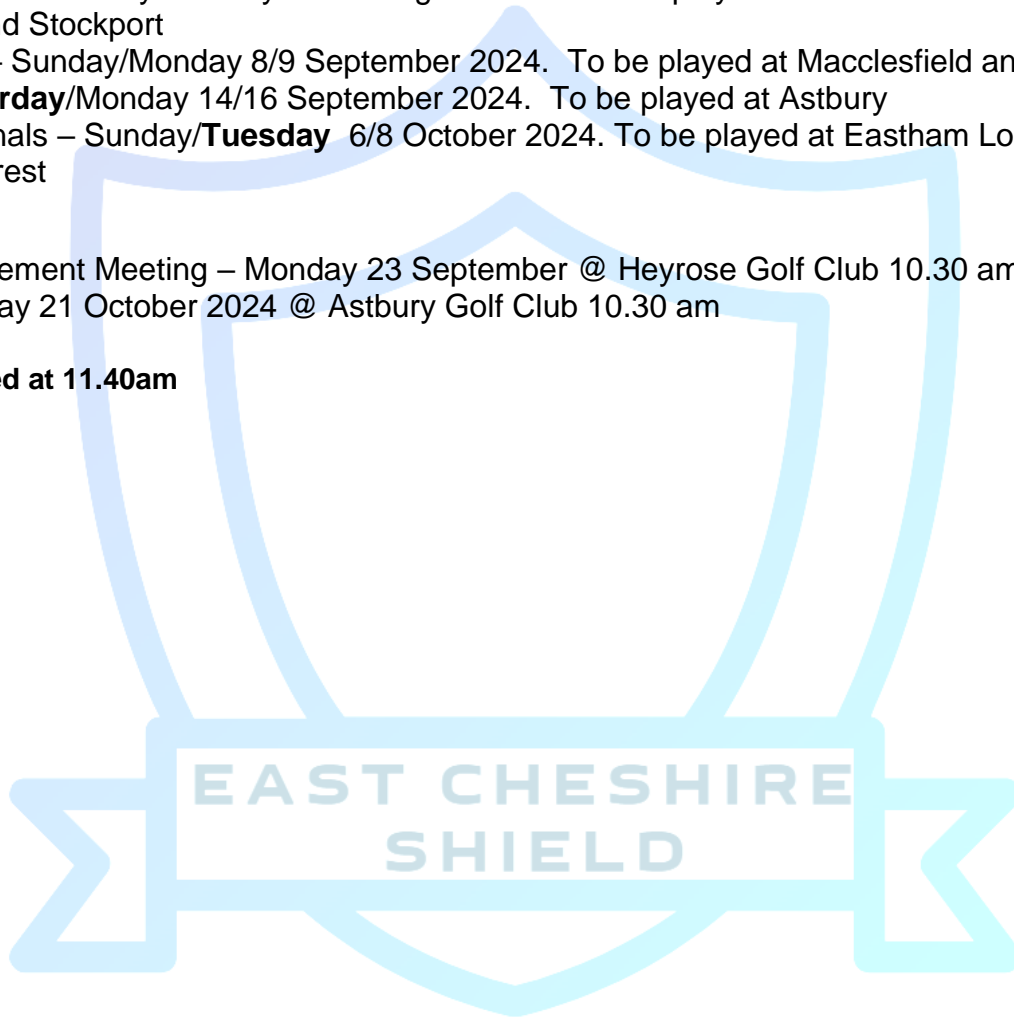 nd Stockport
- Sunday/Monday 8/9 September 2024. To be played at Macclesfield an
rday/Monday 14/16 September 2024. To be played at Astbury
nals – Sunday/Tuesday 6/8 October 2024. To be played at Eastham Lo
rest
ement Meeting – Monday 23 September @ Heyrose Golf Club 10.30 am
ay 21 October 2024 @ Astbury Golf Club 10.30 am
ed at 11.40am
EAST CHESHIRE
SHIELD